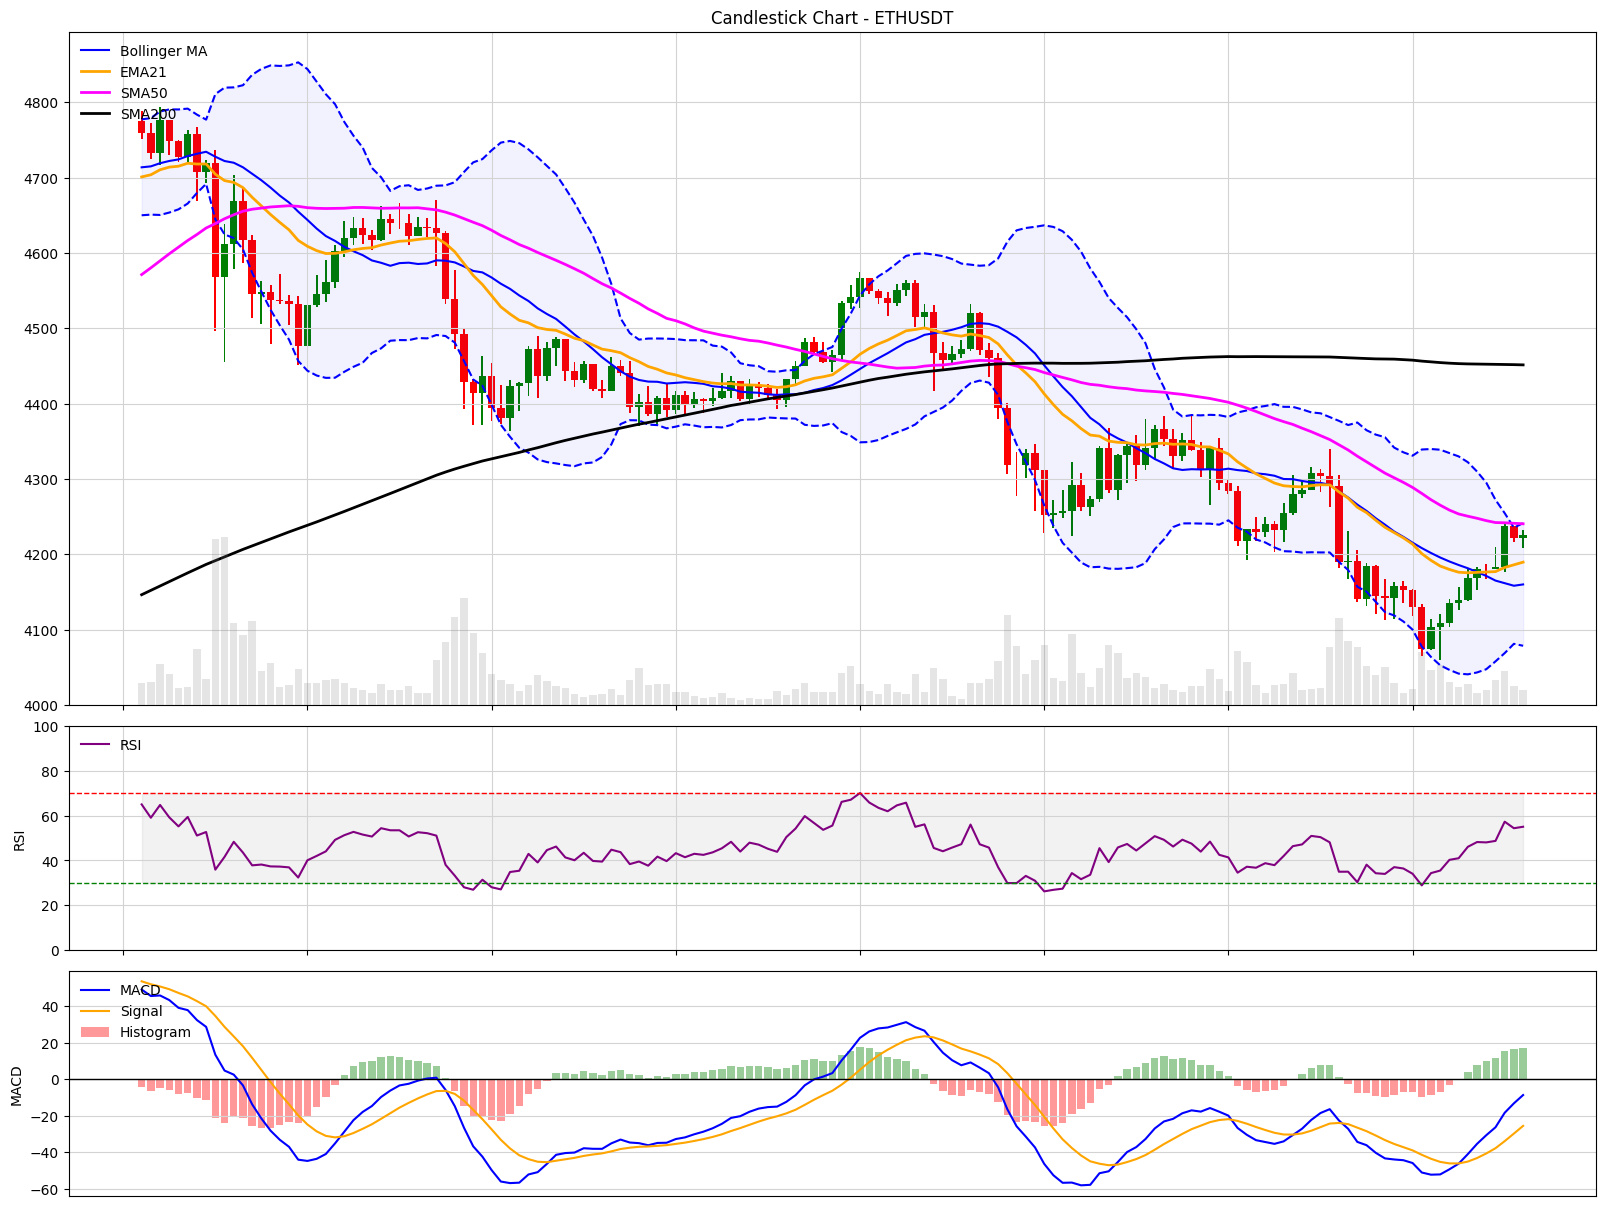 Candlestick Chart - ETHUSDT
Bollinger MA
EMA21
SMA50
SMA200
4800
4700
4600
4500
4400
4300
4200
4100
4000
RSI
100
80
60
40
20
0
RSI
MACD
Signal
Histogram
40
20
0
−20
−40
−60
MACD